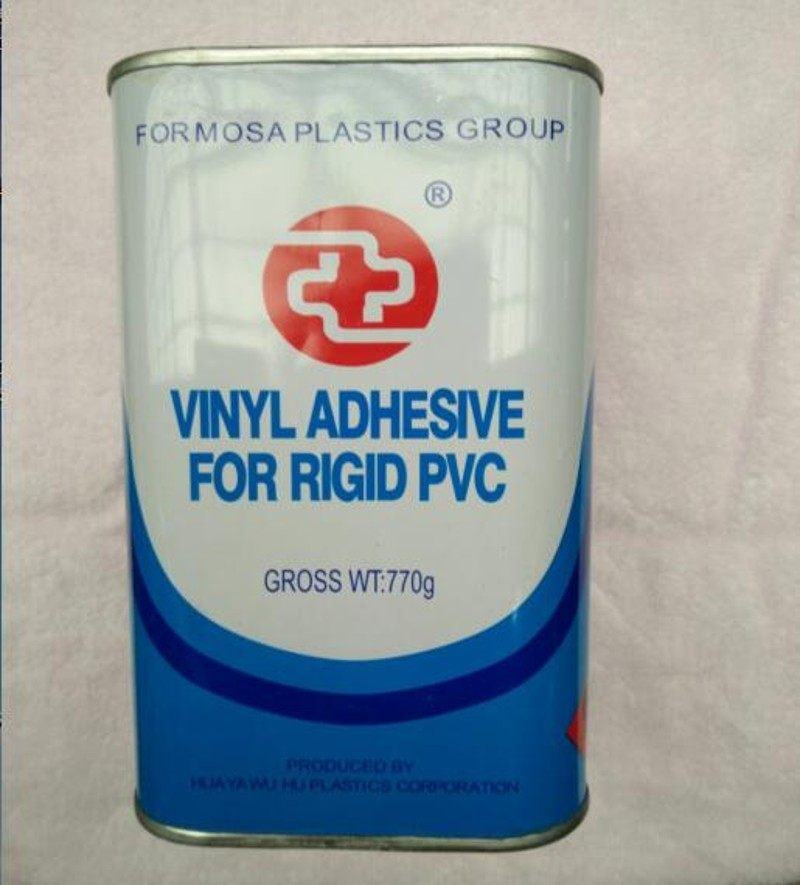 FORMOSA PLASTICS GROUP
®
VINYL ADHESIVE
FOR RIGID PVC
GROSS WT:770g
PRODUCED BY
HUAYA WU HU PLASTICS CORPORATION